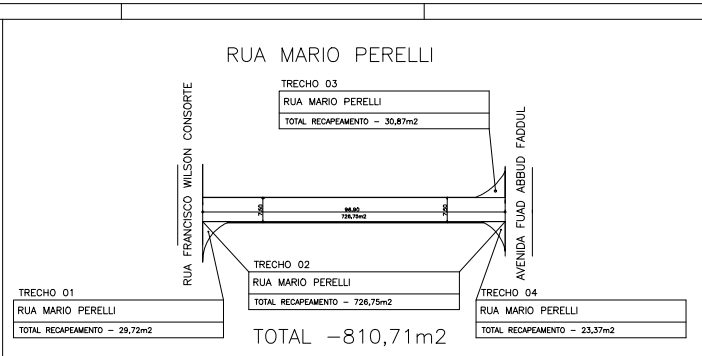 RUA MARIO PERELLI
TRECHO 03
RUA MARIO PERELLI
TOTAL RECAPEAMENTO - 30,87m2
RUA FRANCISCO WILSON CONSORTE
AVENIDA FUAD ABBUD FADDUL
7,50
96.90
726,75m2
7,50
TRECHO 02
RUA MARIO PERELLI
TOTAL RECAPEAMENTO - 726,75m2
TRECHO 01
RUA MARIO PERELLI
TOTAL RECAPEAMENTO - 29,72m2
TRECHO 04
RUA MARIO PERELLI
TOTAL RECAPEAMENTO - 23,37m2
TOTAL -810,71m2